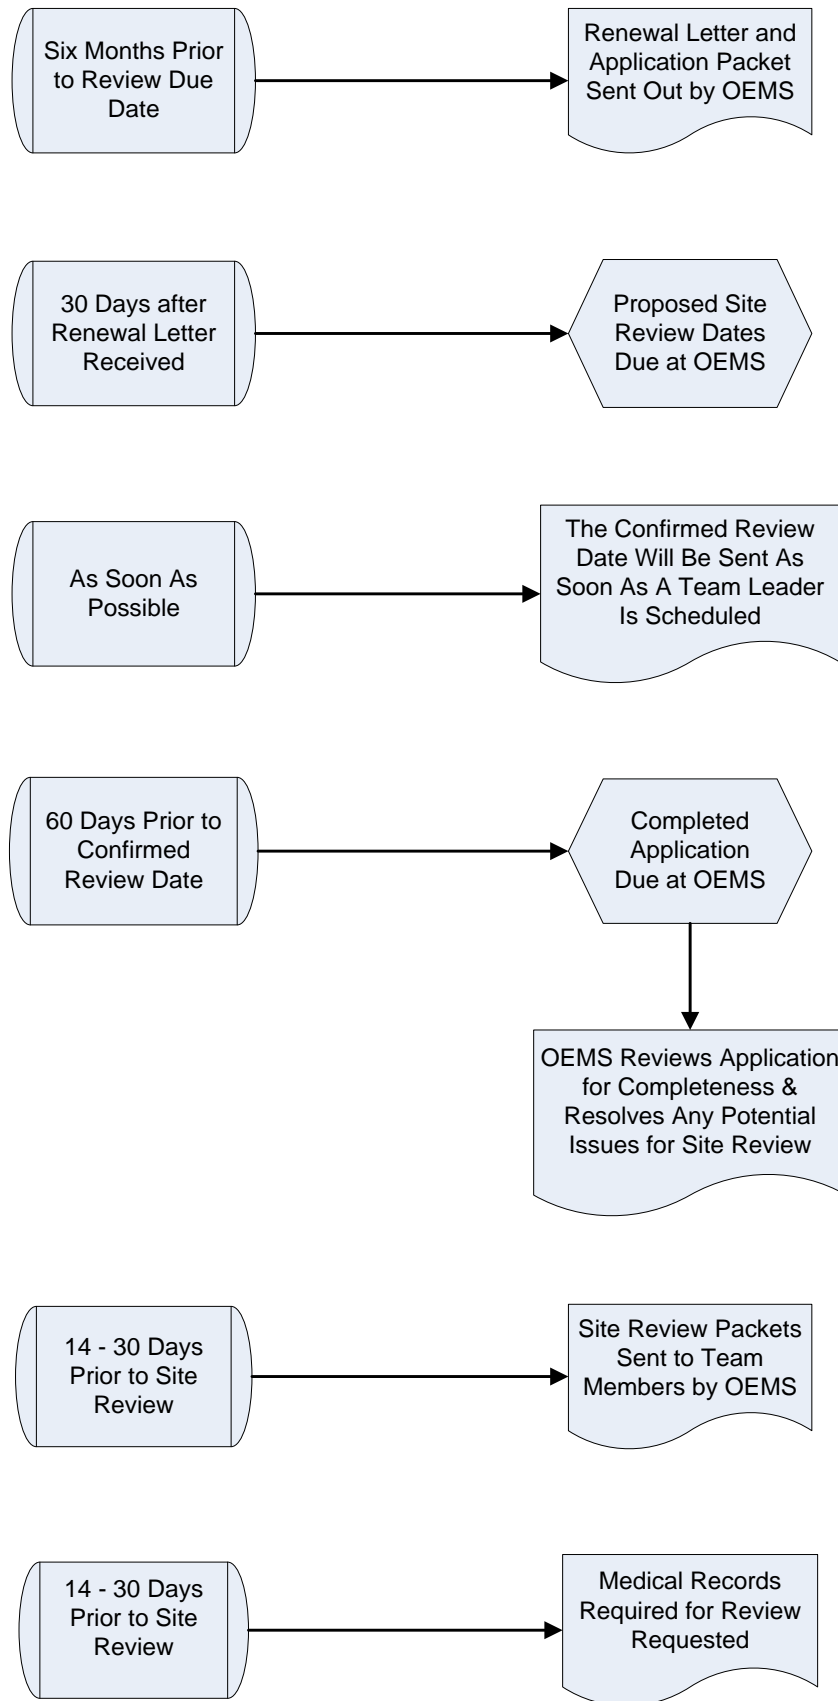 Six Months Prior
to Review Due
Date
Renewal Letter and
Application Packet
Sent Out by OEMS
30 Days after
Renewal Letter
Received
Proposed Site
Review Dates
Due at OEMS
As Soon As
Possible
The Confirmed Review
Date Will Be Sent As
Soon As A Team Leader
Is Scheduled
60 Days Prior to
Confirmed
Review Date
Completed
Application
Due at OEMS
OEMS Reviews Application
for Completeness &
Resolves Any Potential
Issues for Site Review
14 - 30 Days
Prior to Site
Review
Site Review Packets
Sent to Team
Members by OEMS
14 - 30 Days
Prior to Site
Review
Medical Records
Required for Review
Requested